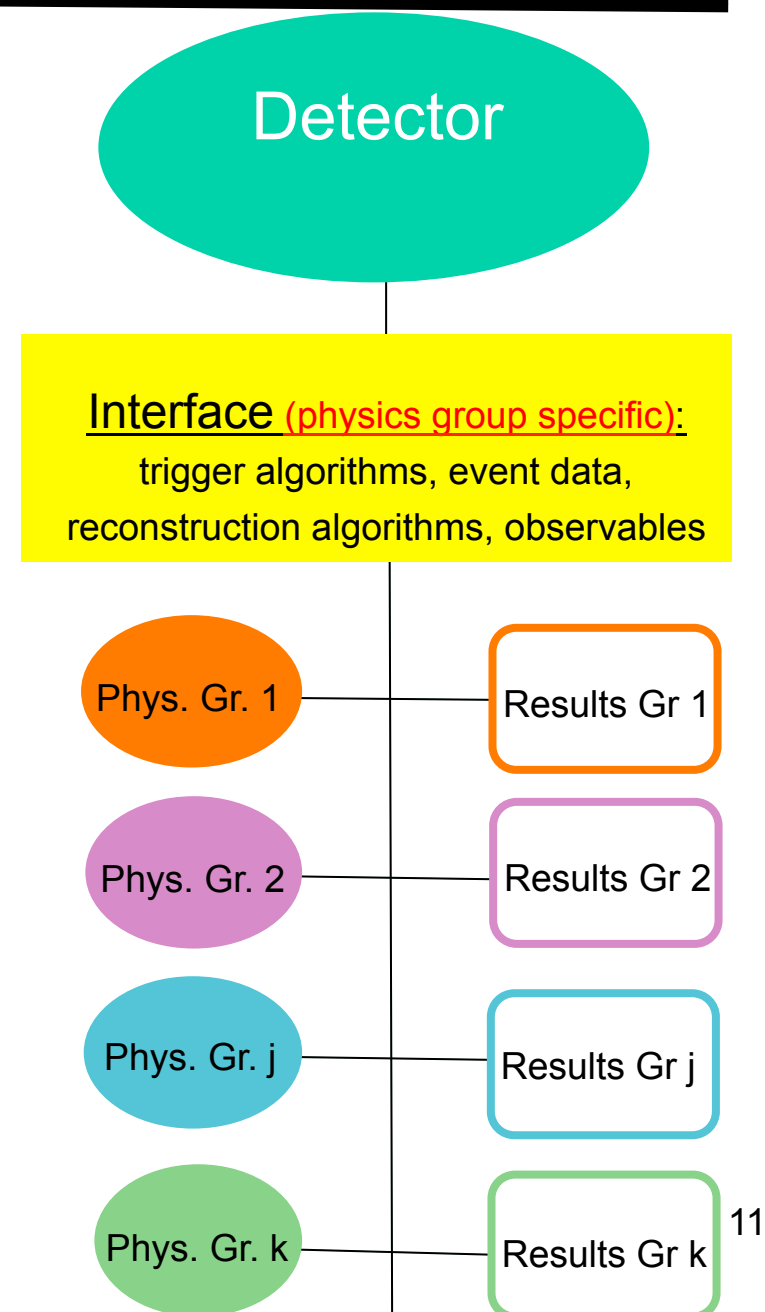 Detector
Interface (physics group specific):
trigger algorithms, event data,
reconstruction algorithms, observables
Phys. Gr. 1
Results Gr 1
Phys. Gr. 2
Results Gr 2
Phys. Gr. j
Results Gr j
Phys. Gr. k
Results Gr k
11